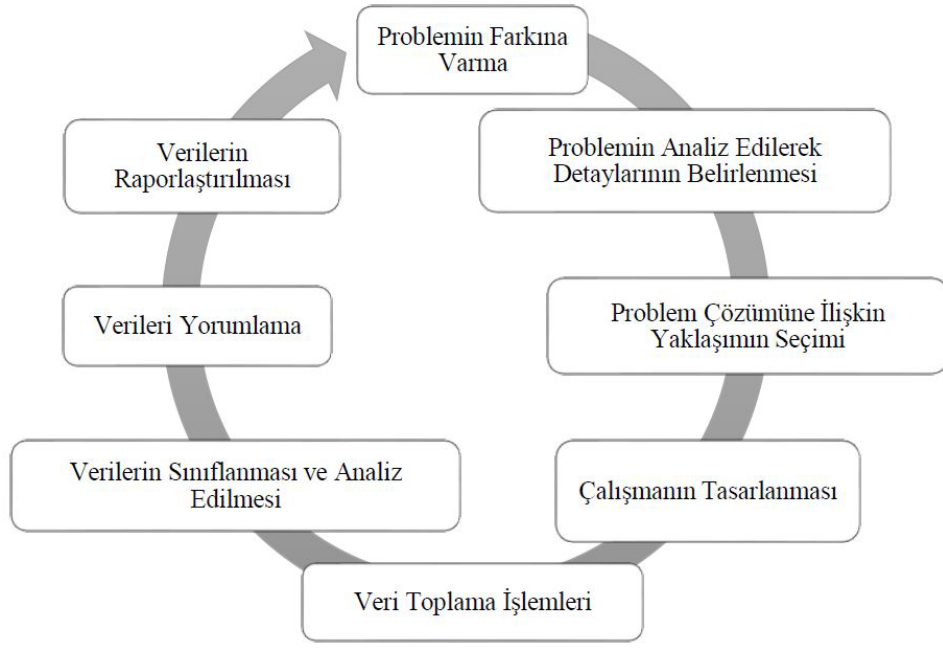 Problemin Farkına
Varma
Problemin Analiz Edilerek
Detaylarının Belirlenmesi
Problem Çözümüne İlişkin
Yaklaşımın Seçimi
Çalışmanın Tasarlanması
Veri Toplama İşlemleri
Verilerin Sınıflanması ve Analiz
Edilmesi
Verileri Yorumlama
Verilerin
Raporlaştırılması